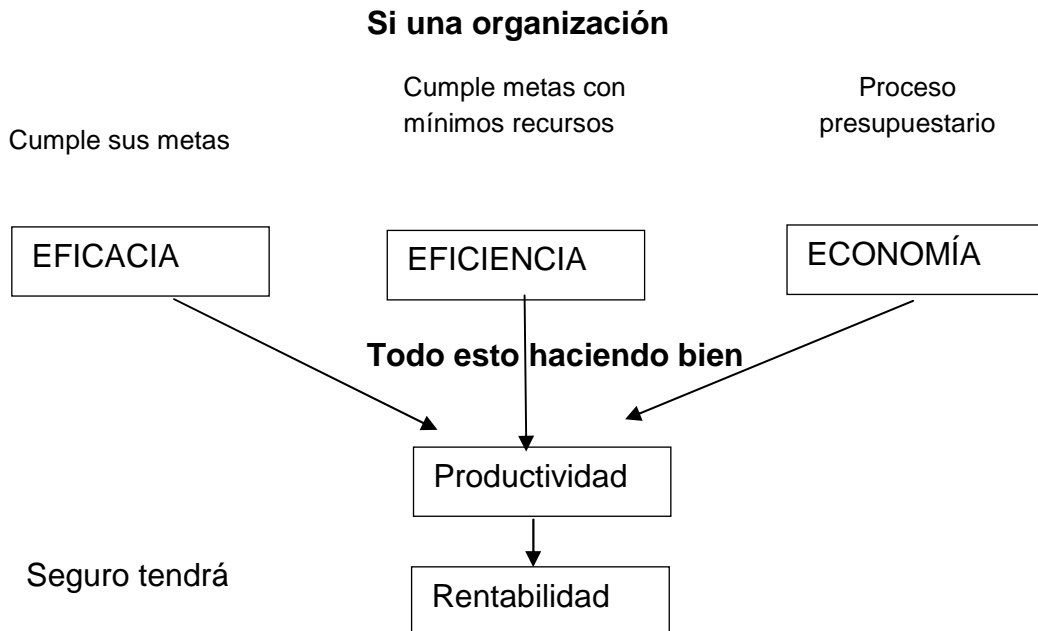 Si una organización
Cumple sus metas
Cumple metas con
mínimos recursos
Proceso
presupuestario
EFICACIA
EFICIENCIA
ECONOMÍA
Todo esto haciendo bien
Productividad
Seguro tendrá
Rentabilidad